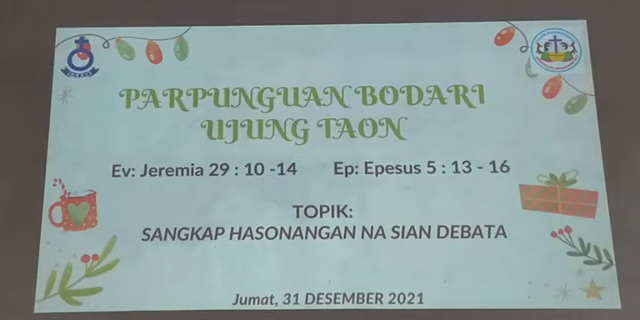 PARPUNGUAN BODARI
UJUNG TAON
Ev: Jeremia 29 : 10 -14 Ep: Epesus 5 : 13 - 16
TOPIK:
SANGKAP HASONANGAN NA SIAN DEBATA
Jumat, 31 DESEMBER 2021